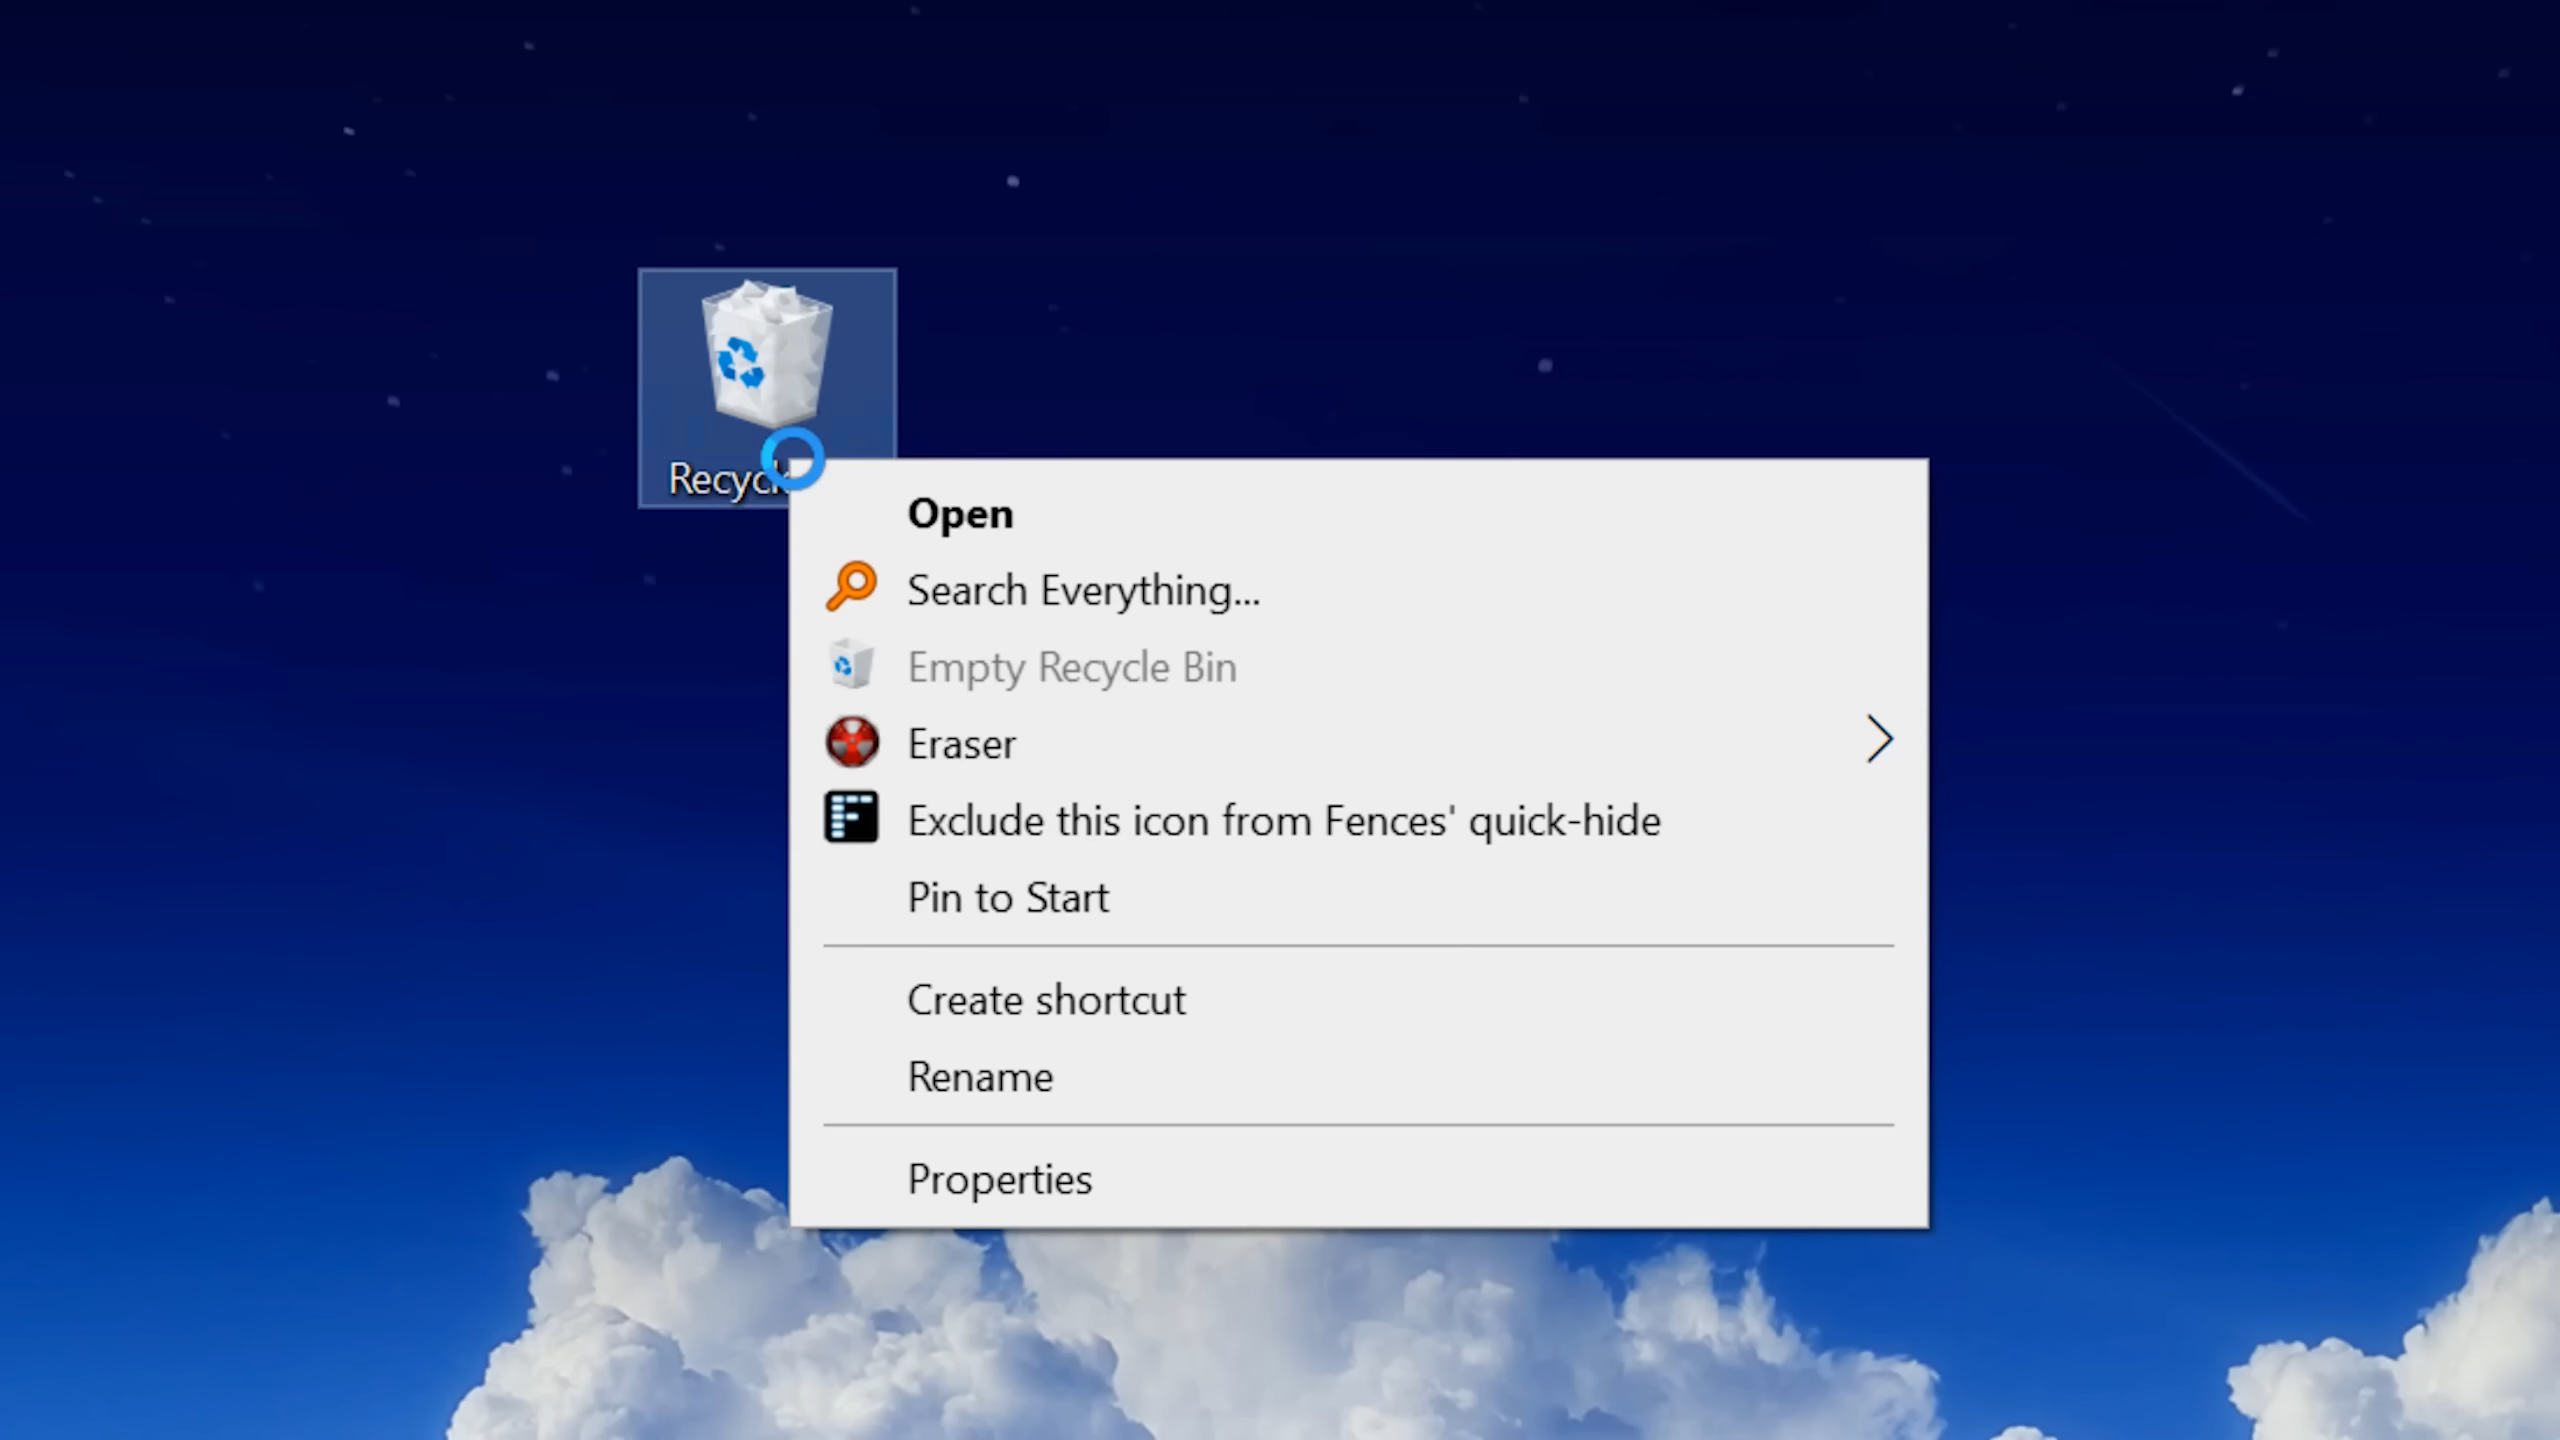 Recycl
Open
Search Everything...
Empty Recycle Bin
Eraser
Exclude this icon from Fences' quick-hide
Pin to Start
Create shortcut
Rename
Properties